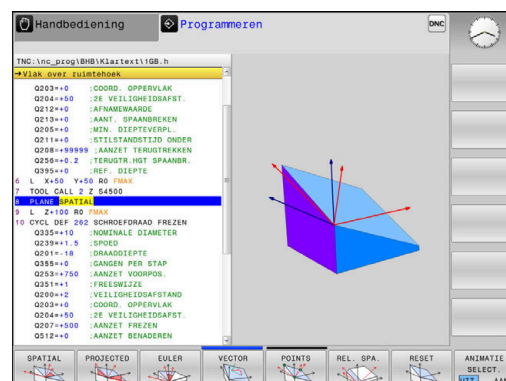 Handbediening
Programmeren
DNC
TNC:\nc_prog\BHB\Klartext\1GB.h
→Vlak over ruimtehoek
Q203=+0 ;COORD. OPPERVLAK
Q204=+50 ;2E VEILIGHEIDSAFST.
Q212=+0 ;AFNAMEWAARDE
Q213=+0 ;AANT. SPAANBREKEN
Q205=+0 ;MIN. DIEPTEVERPL.
Q211=+0 ;STILSTANDSTIJD ONDER
Q208=+99999 ;AANZET TERUGTREKKEN
Q256=+0.2 ;TERUGTR.HGT SPAANBR.
Q395=+0 ;REF. DIEPTE
6 L X+50 Y+50 R0 FMAX
7 TOOL CALL 2 Z S4500
8 PLANE SPATIAL
9 L Z+100 R0 FMAX
10 CYCL DEF 262 SCHROEFDRAAD FREZEN
Q335=+10 ;NOMINALE DIAMETER
Q239=+1.5 ;SPOED
Q201=-18 ;DRAADDIEPTE
Q355=+0 ;GANGEN PER STAP
Q253=+750 ;AANZET VOORPOS.
Q351=+1 ;FREESWIJZE
Q200=+2 ;VEILIGHEIDSAFSTAND
Q203=+0 ;COORD. OPPERVLAK
Q204=+50 ;2E VEILIGHEIDSAFST.
Q207=+500 ;AANZET FREZEN
Q512=+0 ;AANZET BENADEREN
SPATIAL
PROJECTED
EULER
VECTOR
POINTS
REL. SPA.
RESET
ANIMATIE
SELECT.
UIT AAN